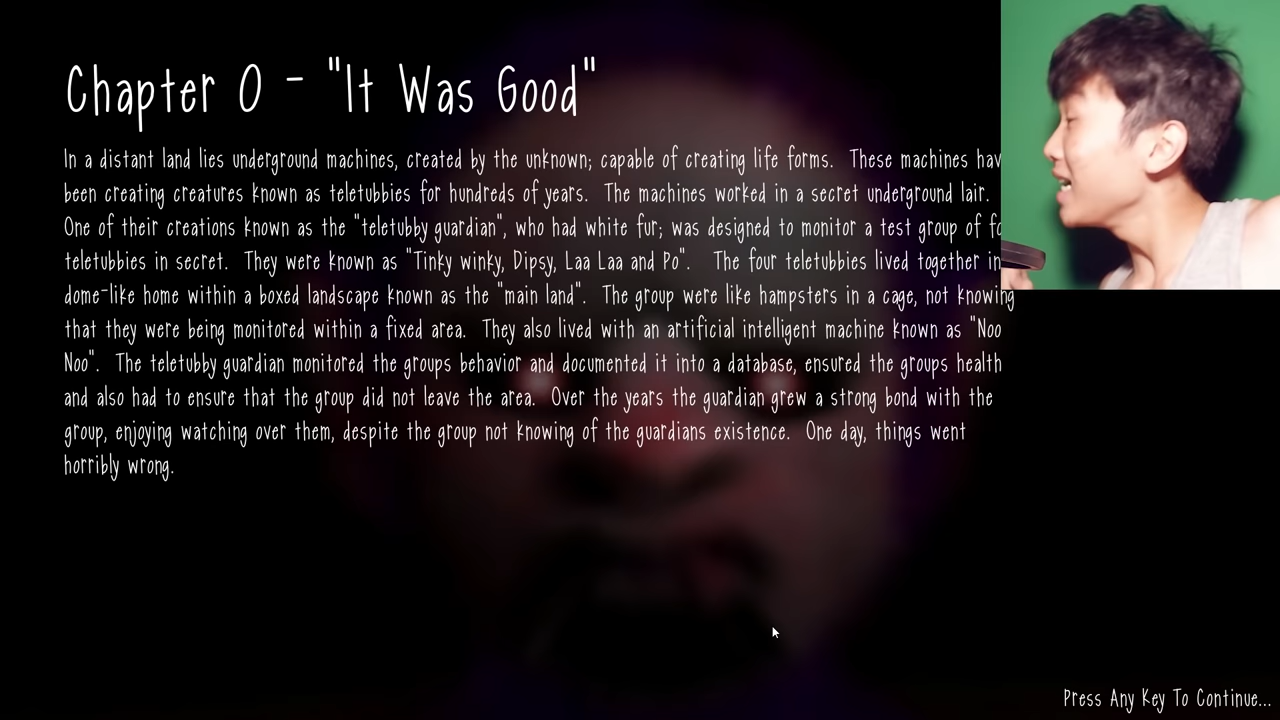 Chapter 0 - "It Was Good"
In a distant land lies underground machines, created by the unknown; capable of creating life forms.  These machines
been creating creatures known as teletubbies for hundreds of years.  The machines worked in a secret underground lair.
One of their creations known as the "teletubby guardian", who had white fur; was designed to monitor a test group of
teletubbies in secret.  They were known as "Tinky winky, Dipsy, Laa Laa and Po".   The four teletubbies lived together in
dome-like home within a boxed landscape known as the "main land".  The group were like hampsters in a cage, not knowing
that they were being monitored within a fixed area.  They also lived with an artificial intelligent machine known as "Noo
Noo".  The teletubby guardian monitored the groups behavior and documented it into a database, ensured the groups health
and also had to ensure that the group did not leave the area.  Over the years the guardian grew a strong bond with the
group, enjoying watching over them, despite the group not knowing of the guardians existence.  One day, things went
horribly wrong.
Press Any Key To Continue...